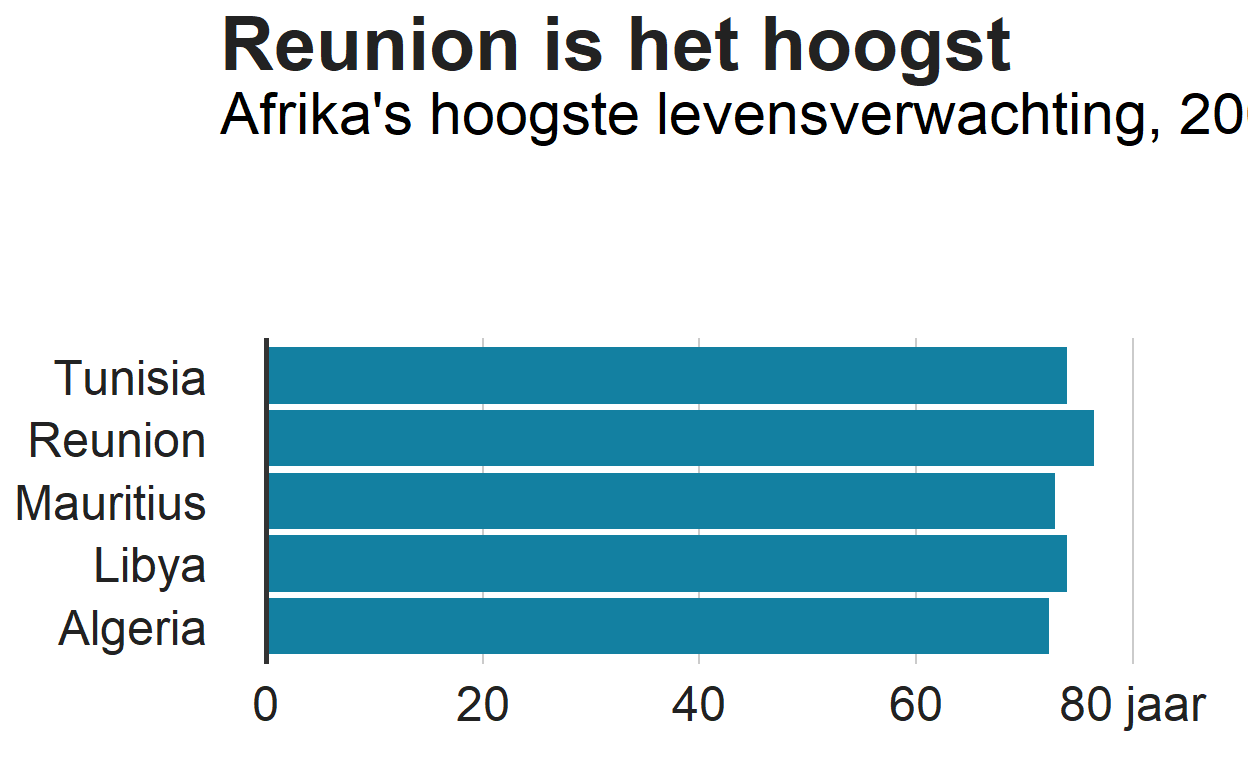 Reunion is het hoogst
Afrika's hoogste levensverwachting,
Tunisia
Reunion
Mauritius
Libya
Algeria
0 20 40 60 80 jaar